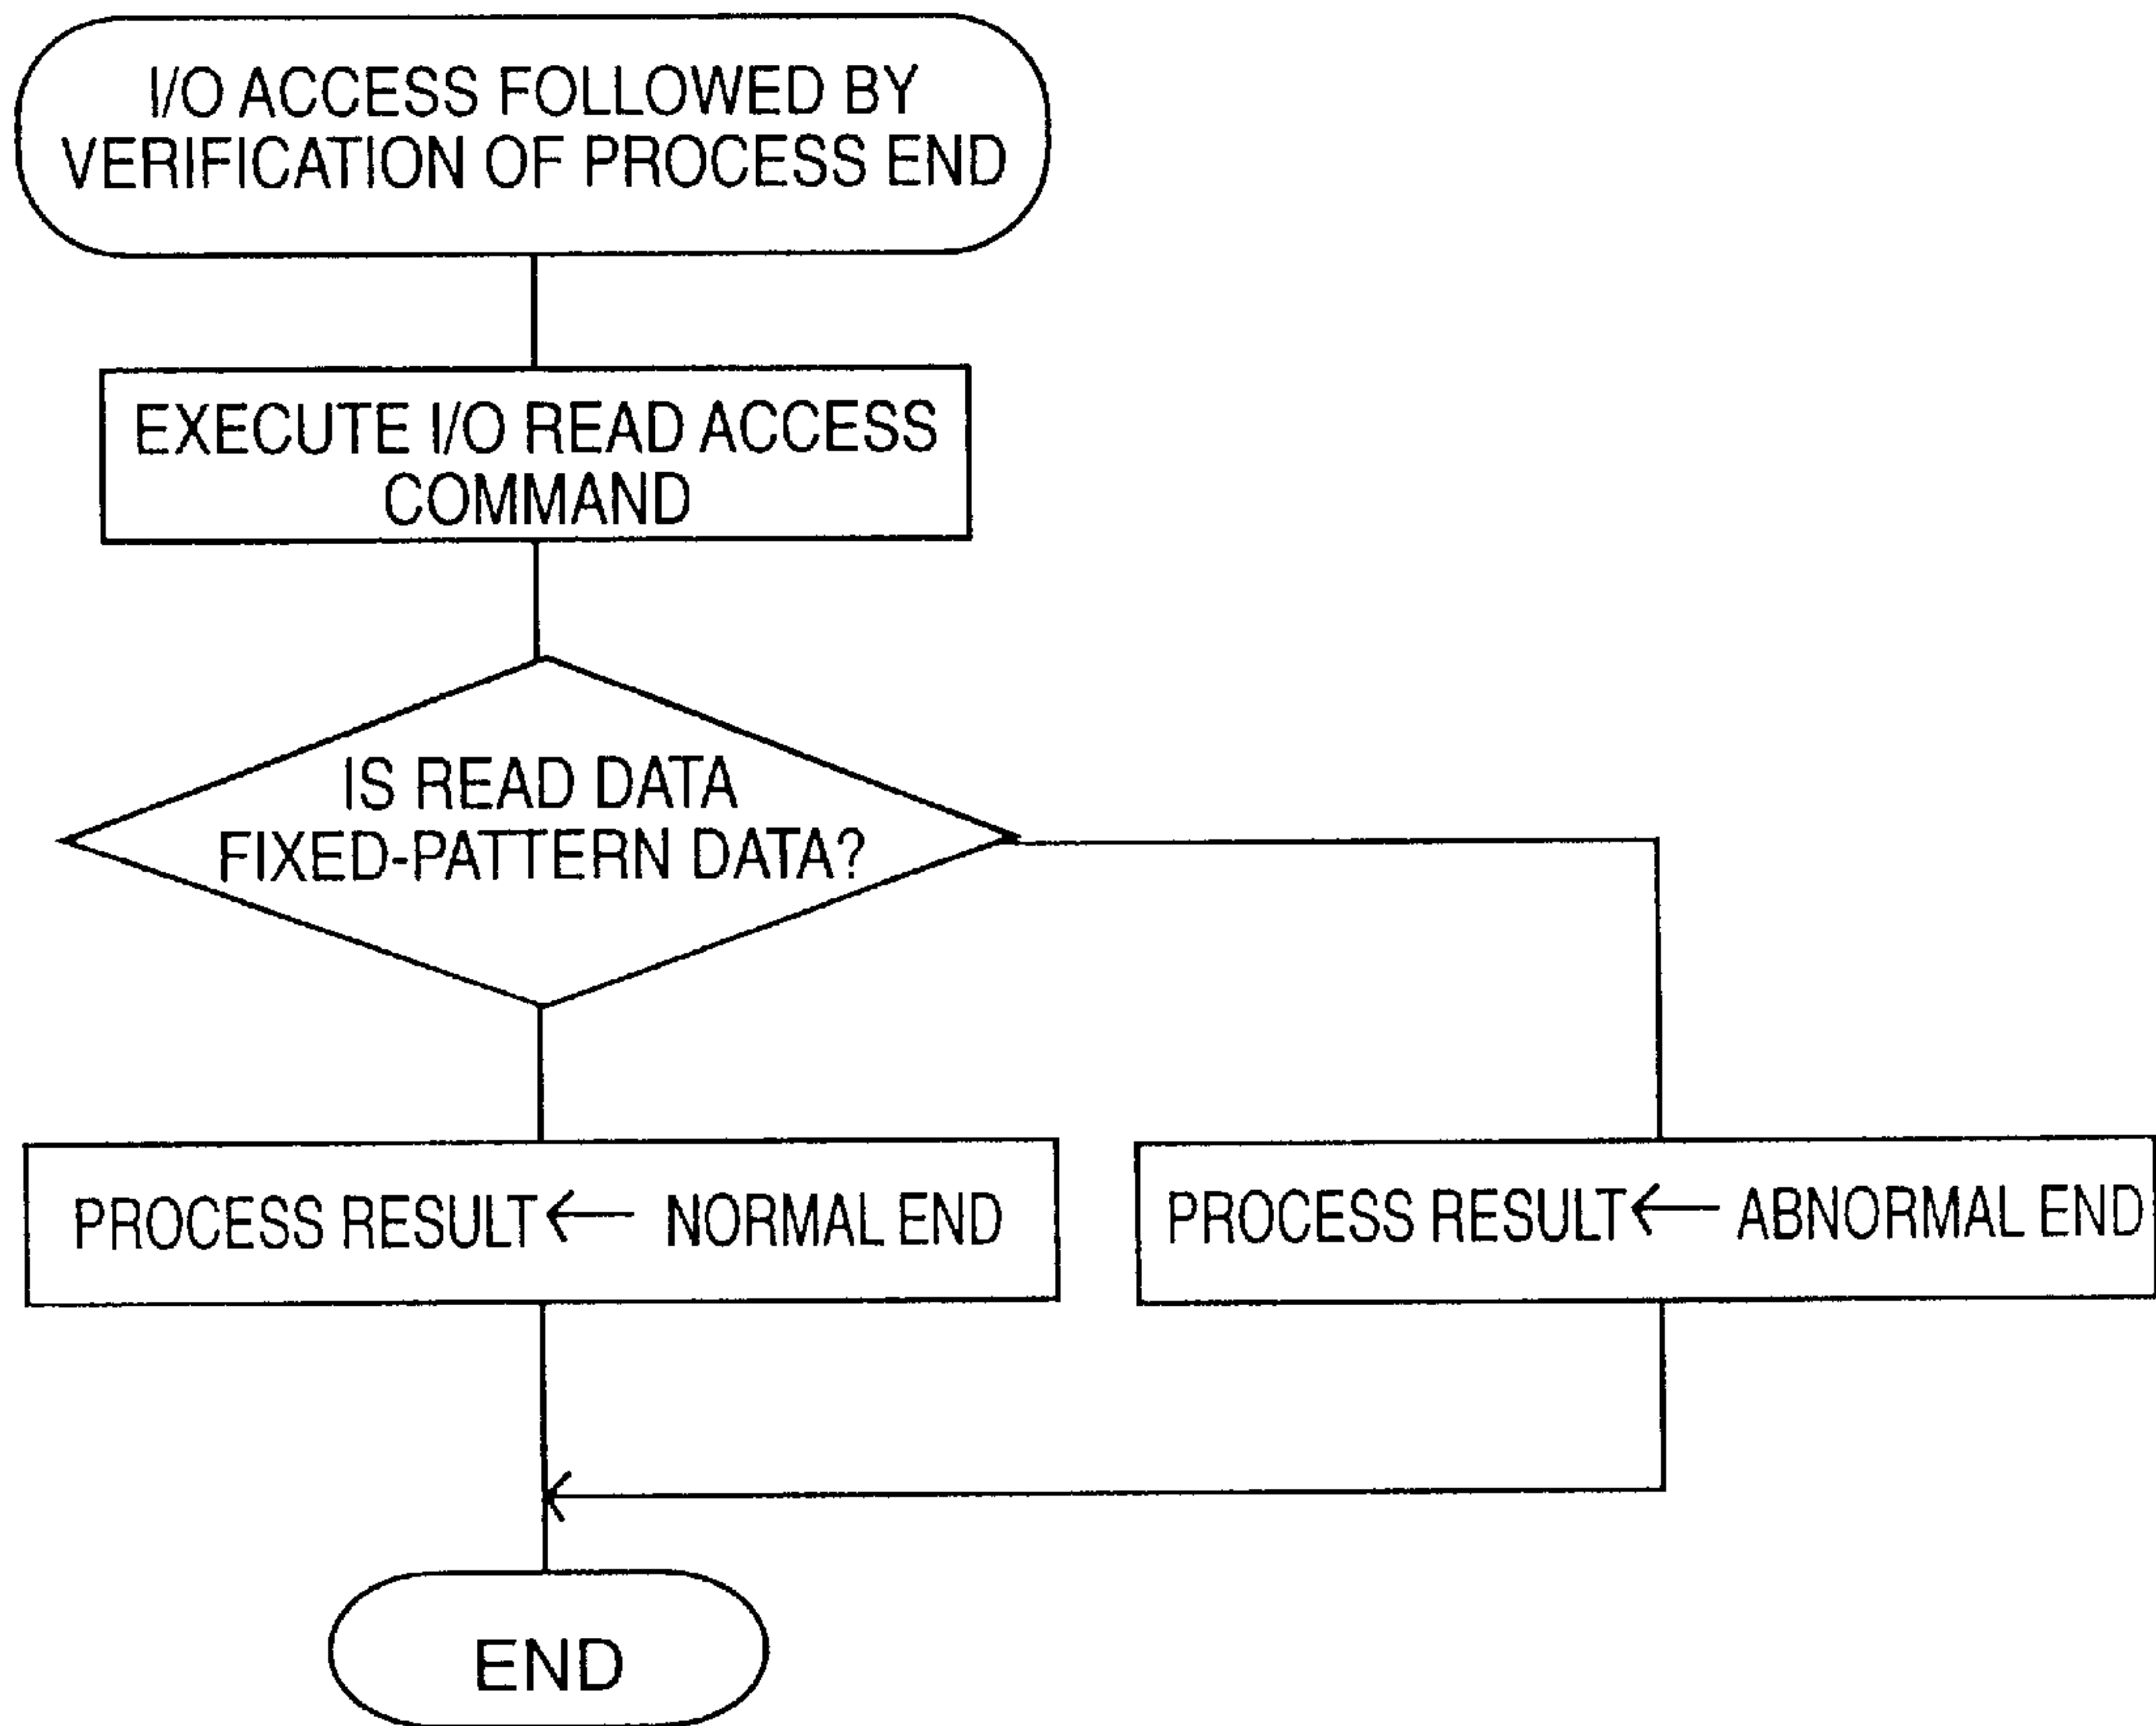 I/O ACCESS FOLLOWED BY
VERIFICATION OF PROCESS END
EXECUTE I/O READ ACCESS
COMMAND
IS READ DATA
FIXED-PATTERN DATA?
PROCESS RESULT ← NORMAL END
PROCESS RESULT ← ABNORMAL END
END